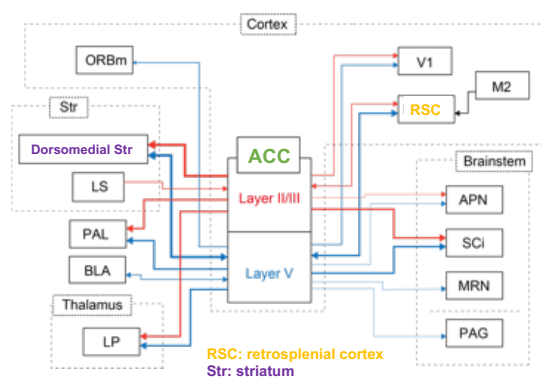 Cortex
ORBm
V1
M2
RSC
Str
Dorsomedial Str
LS
ACC
Layer II/III
Layer V
Brainstem
APN
SCi
MRN
PAG
PAL
BLA
Thalamus
LP
RSC: retrosplenial cortex
Str: striatum